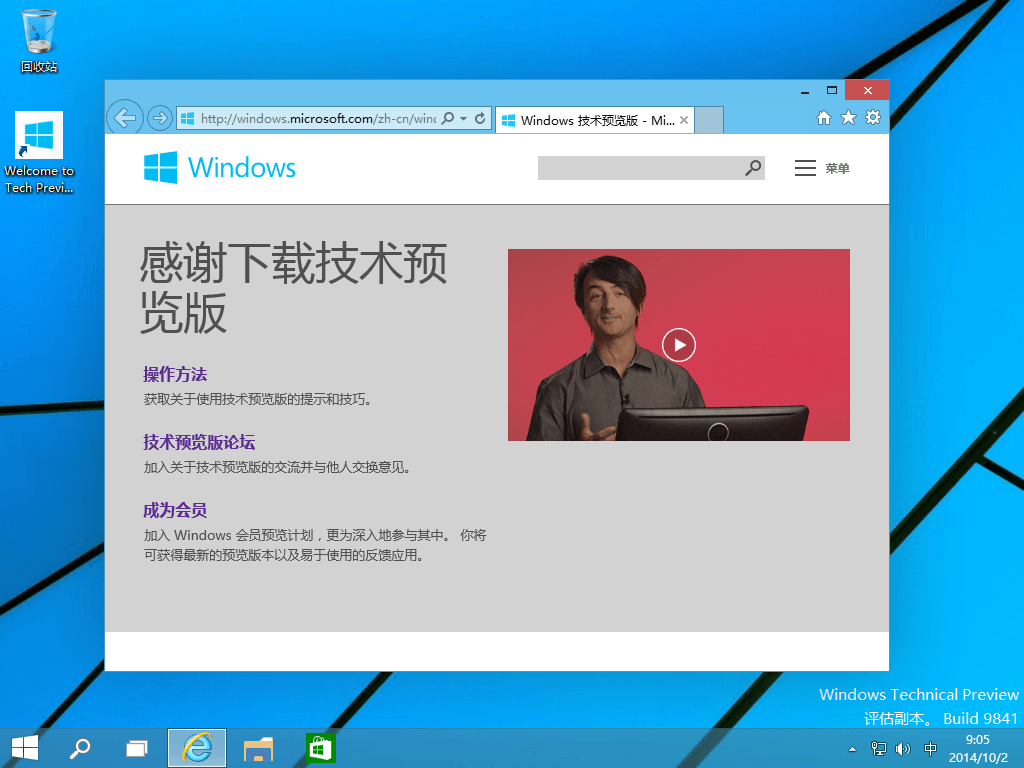 回收站
Welcome to
Tech Previ...
http://windows.microsoft.com/zh-cn/wind
Windows 技术预览版 - Mi...
Windows
菜单
感谢下载技术预
览版
操作方法
获取关于使用技术预览版的提示和技巧。
技术预览版论坛
加入关于技术预览版的交流并与他人交换意见。
成为会员
加入 Windows 会员预览计划，更为深入地参与其中。 你将
可获得最新的预览版本以及易于使用的反馈应用。
Windows Technical Preview
评估副本。 Build 9841
中
9:05
2014/10/2